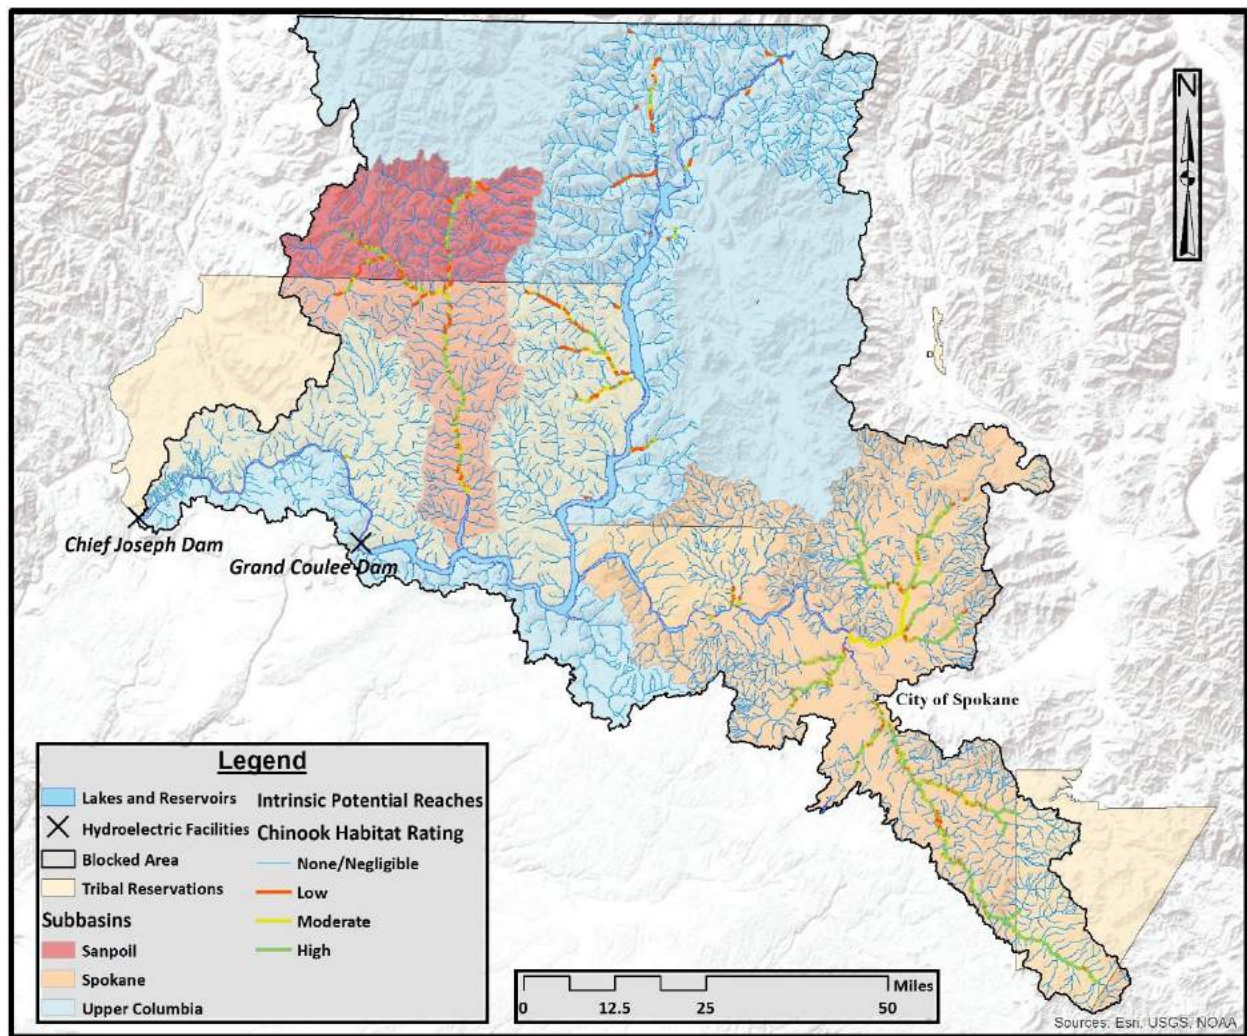 N
Chief Joseph Dam
Grand Coulee Dam
City of Spokane
Legend
Lakes and Reservoirs
Hydroelectric Facilities
Blocked Area
Tribal Reservations
Subbasins
Sanpoil
Spokane
Upper Columbia
Intrinsic Potential Reaches
Chinook Habitat Rating
None/Negligible
Low
Moderate
High
Miles
0 12.5 25 50
Sources: Esri, USGS, NOAA